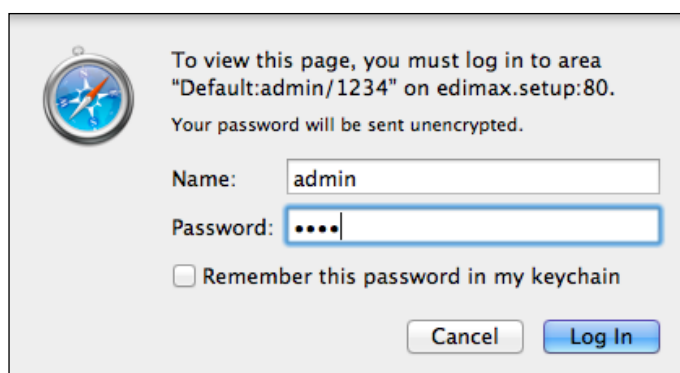 To view this page, you must log in to area
“Default:admin/1234” on edimax.setup:80.
Your password will be sent unencrypted.
Name: admin
Password: ••••
Remember this password in my keychain
Cancel Log In